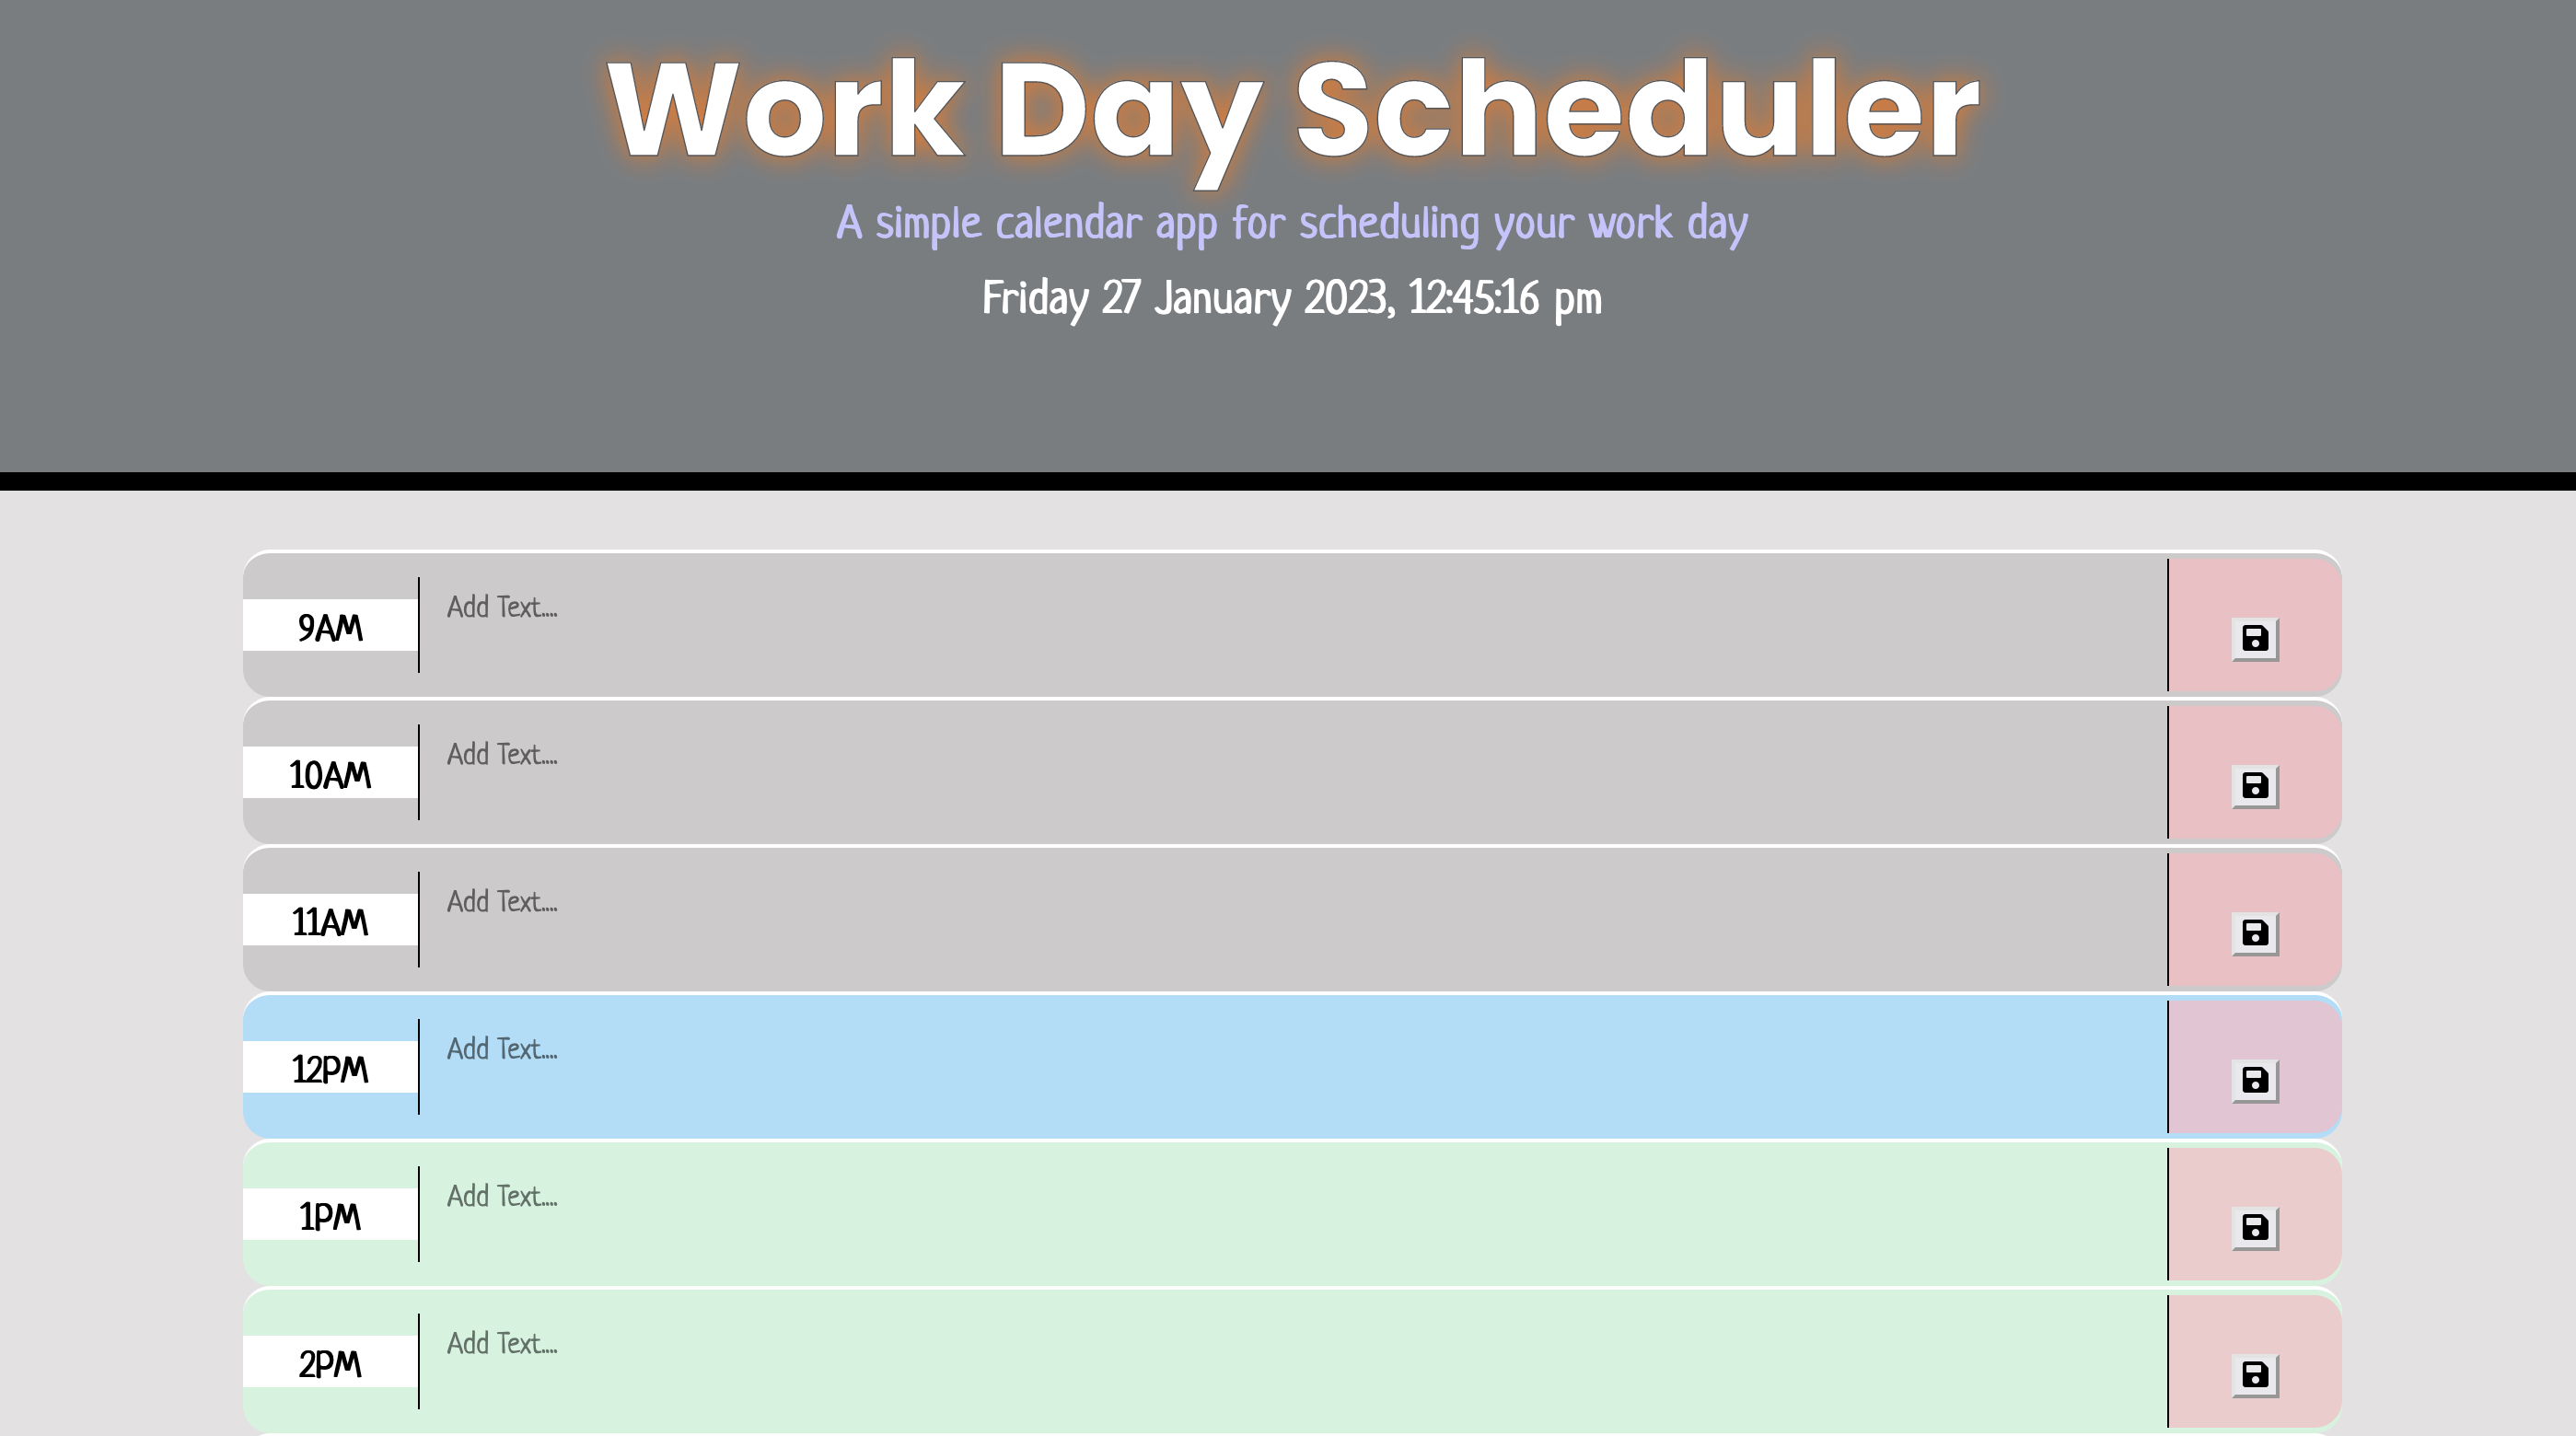 Work Day Scheduler
A simple calendar app for scheduling your work day
Friday 27 January 2023, 12:45:16 pm
9AM
Add Text....
10AM
Add Text....
11AM
Add Text....
12PM
Add Text....
1PM
Add Text....
2PM
Add Text....